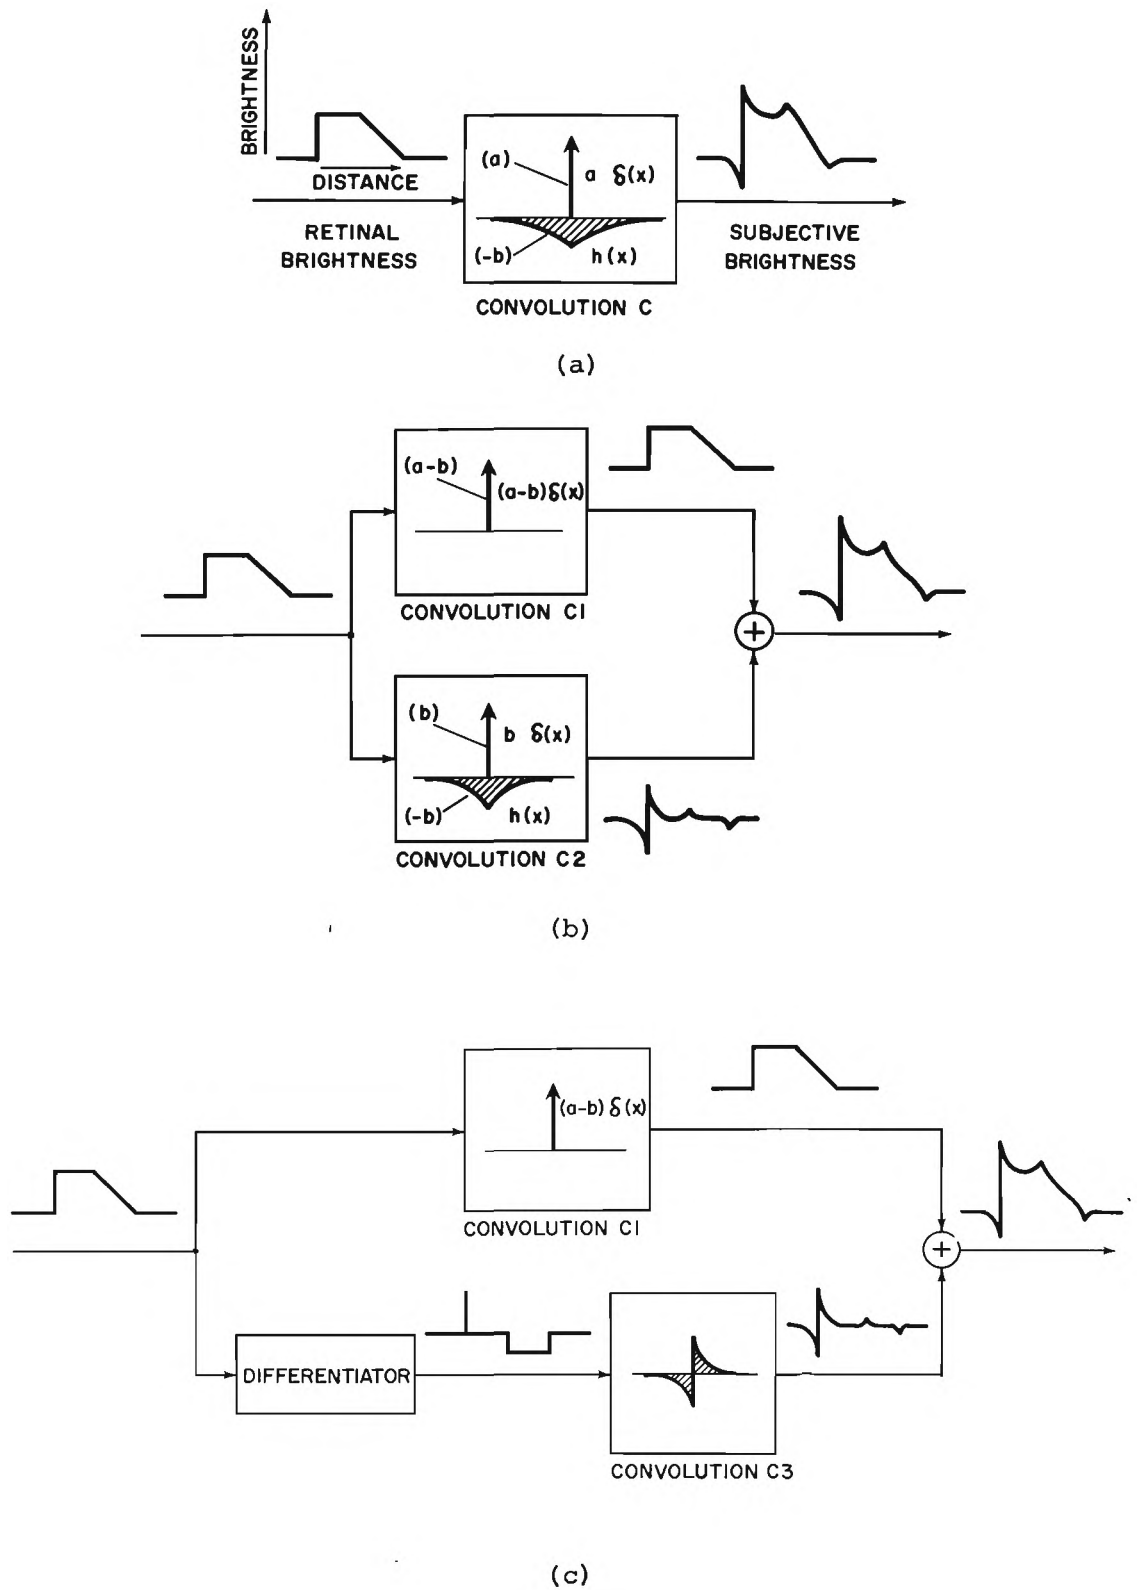 BRIGHTNESS
DISTANCE
RETINAL
BRIGHTNESS
(a)
a δ(x)
(-b)
h(x)
CONVOLUTION C
SUBJECTIVE
BRIGHTNESS
(a)
(a-b)
(a-b)δ(x)
CONVOLUTION C1
+
(b)
b δ(x)
(-b)
h(x)
CONVOLUTION C2
(b)
(a-b) δ(x)
CONVOLUTION C1
+
DIFFERENTIATOR
CONVOLUTION C3
(c)